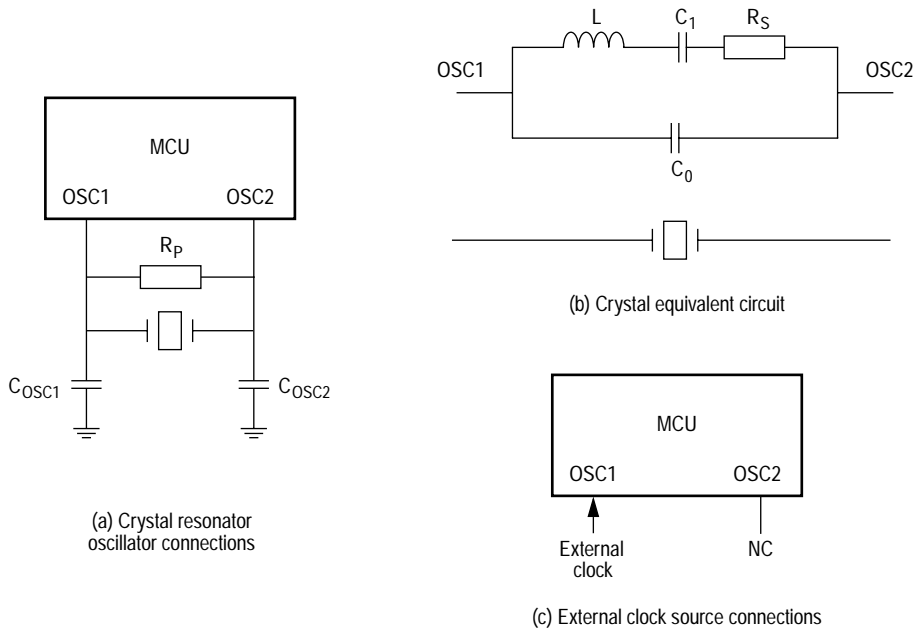 MCU
OSC1 OSC2
R_P
C_OSC1 C_OSC2
(a) Crystal resonator
oscillator connections
L C_1 R_S
OSC1 OSC2
C_0
(b) Crystal equivalent circuit
MCU
OSC1 OSC2
External
clock
NC
(c) External clock source connections